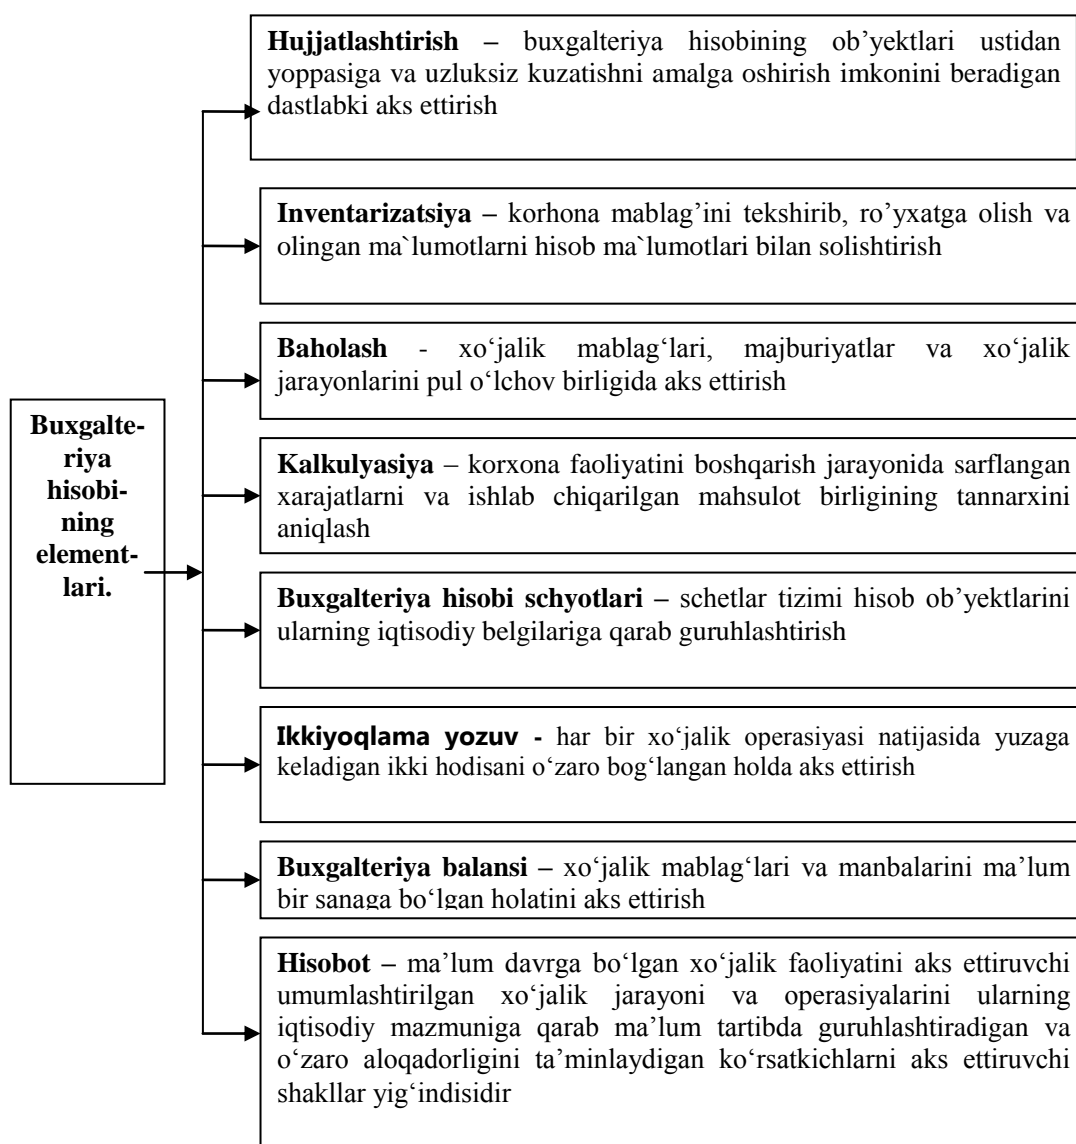 Hujjatlashtirish – buxgalteriya hisobining ob’yektlari ustidan
yoppasiga va uzluksiz kuzatishni amalga oshirish imkonini beradigan
dastlabki aks ettirish
Inventarizatsiya – korhona mablag’ini tekshirib, ro’yxatga olish va
olingan ma`lumotlarni hisob ma`lumotlari bilan solishtirish
Baholash - xo‘jalik mablag‘lari, majburiyatlar va xo‘jalik
jarayonlarini pul o‘lchov birligida aks ettirish
Buxgalte-
riya
hisobi-
ning
element-
lari.
Kalkulyasiya – korxona faoliyatini boshqarish jarayonida sarflangan
xarajatlarni va ishlab chiqarilgan mahsulot birligining tannarxini
aniqlash
Buxgalteriya hisobi schyotlari – schetlar tizimi hisob ob’yektlarini
ularning iqtisodiy belgilariga qarab guruhlashtirish
Ikkiyoqlama yozuv - har bir xo‘jalik operasiyasi natijasida yuzaga
keladigan ikki hodisani o‘zaro bog‘langan holda aks ettirish
Buxgalteriya balansi – xo‘jalik mablag‘lari va manbalarini ma’lum
bir sanaga bo‘lgan holatini aks ettirish
Hisobot – ma’lum davrga bo‘lgan xo‘jalik faoliyatini aks ettiruvchi
umumlashtirilgan xo‘jalik jarayoni va operasiyalarini ularning
iqtisodiy mazmuniga qarab ma’lum tartibda guruhlashtiradigan va
o‘zaro aloqadorligini ta’minlaydigan ko‘rsatkichlarni aks ettiruvchi
shakllar yig‘indisidir